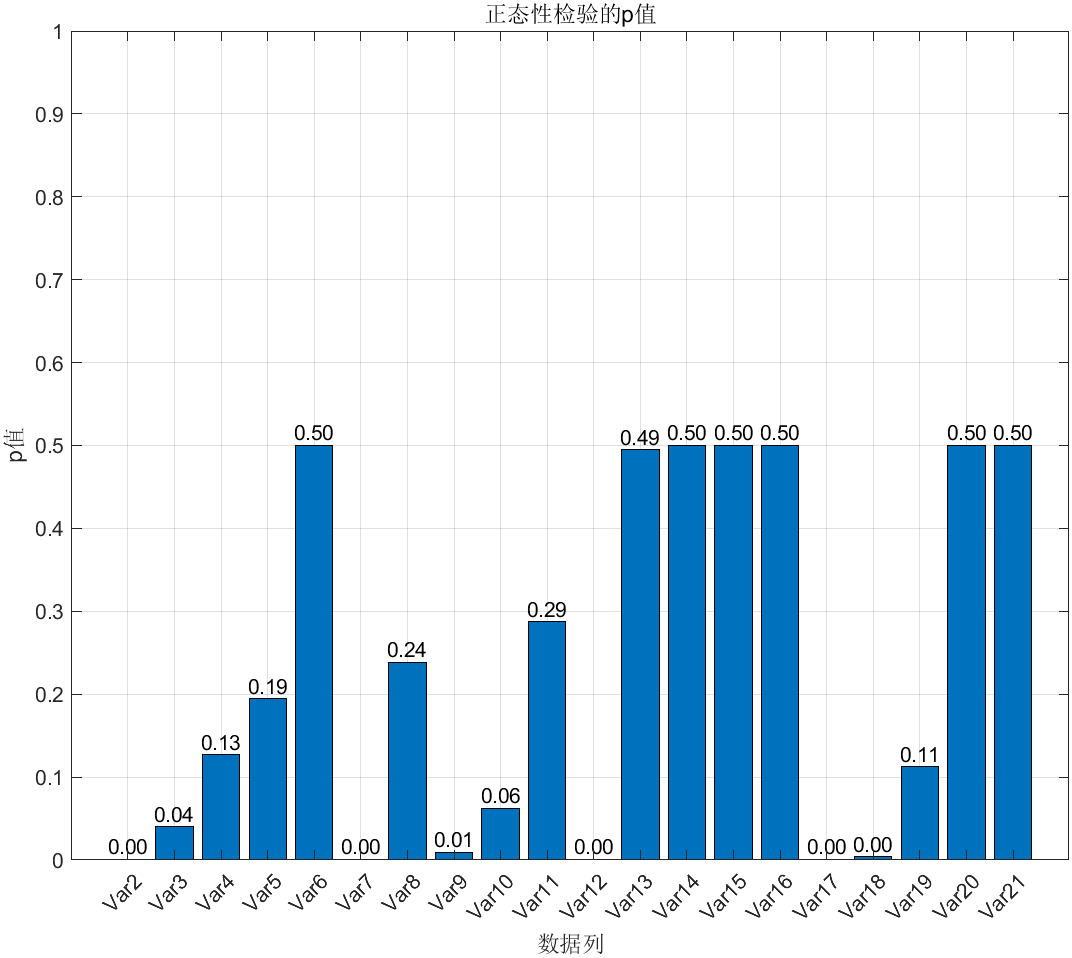 正态性检验的p值
1
0.9
0.8
0.7
0.6
0.5
0.4
0.3
0.2
0.1
0
p值
0.00
0.04
0.13
0.19
0.50
0.00
0.24
0.01
0.06
0.29
0.00
0.49
0.50
0.50
0.50
0.00
0.00
0.11
0.50
0.50
Var2
Var3
Var4
Var5
Var6
Var7
Var8
Var9
Var10
Var11
Var12
Var13
Var14
Var15
Var16
Var17
Var18
Var19
Var20
Var21
数据列